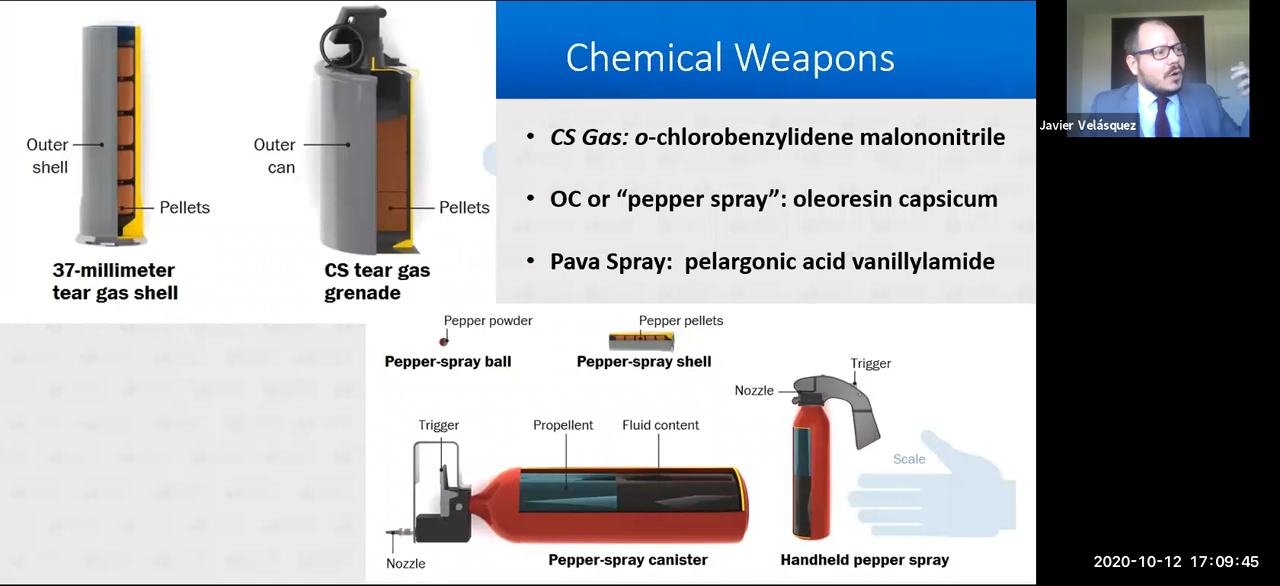 Chemical Weapons
• CS Gas: o-chlorobenzylidene malononitrile
• OC or “pepper spray”: oleoresin capsicum
• Pava Spray: pelargonic acid vanillylamide
Outer
shell
Pellets
37-millimeter
tear gas shell
Outer
can
Pellets
CS tear gas
grenade
Pepper powder
Pepper-spray ball
Pepper pellets
Pepper-spray shell
Trigger
Propellent
Fluid content
Nozzle
Pepper-spray canister
Trigger
Nozzle
Scale
Handheld pepper spray
Javier Velásquez
2020-10-12 17:09:45